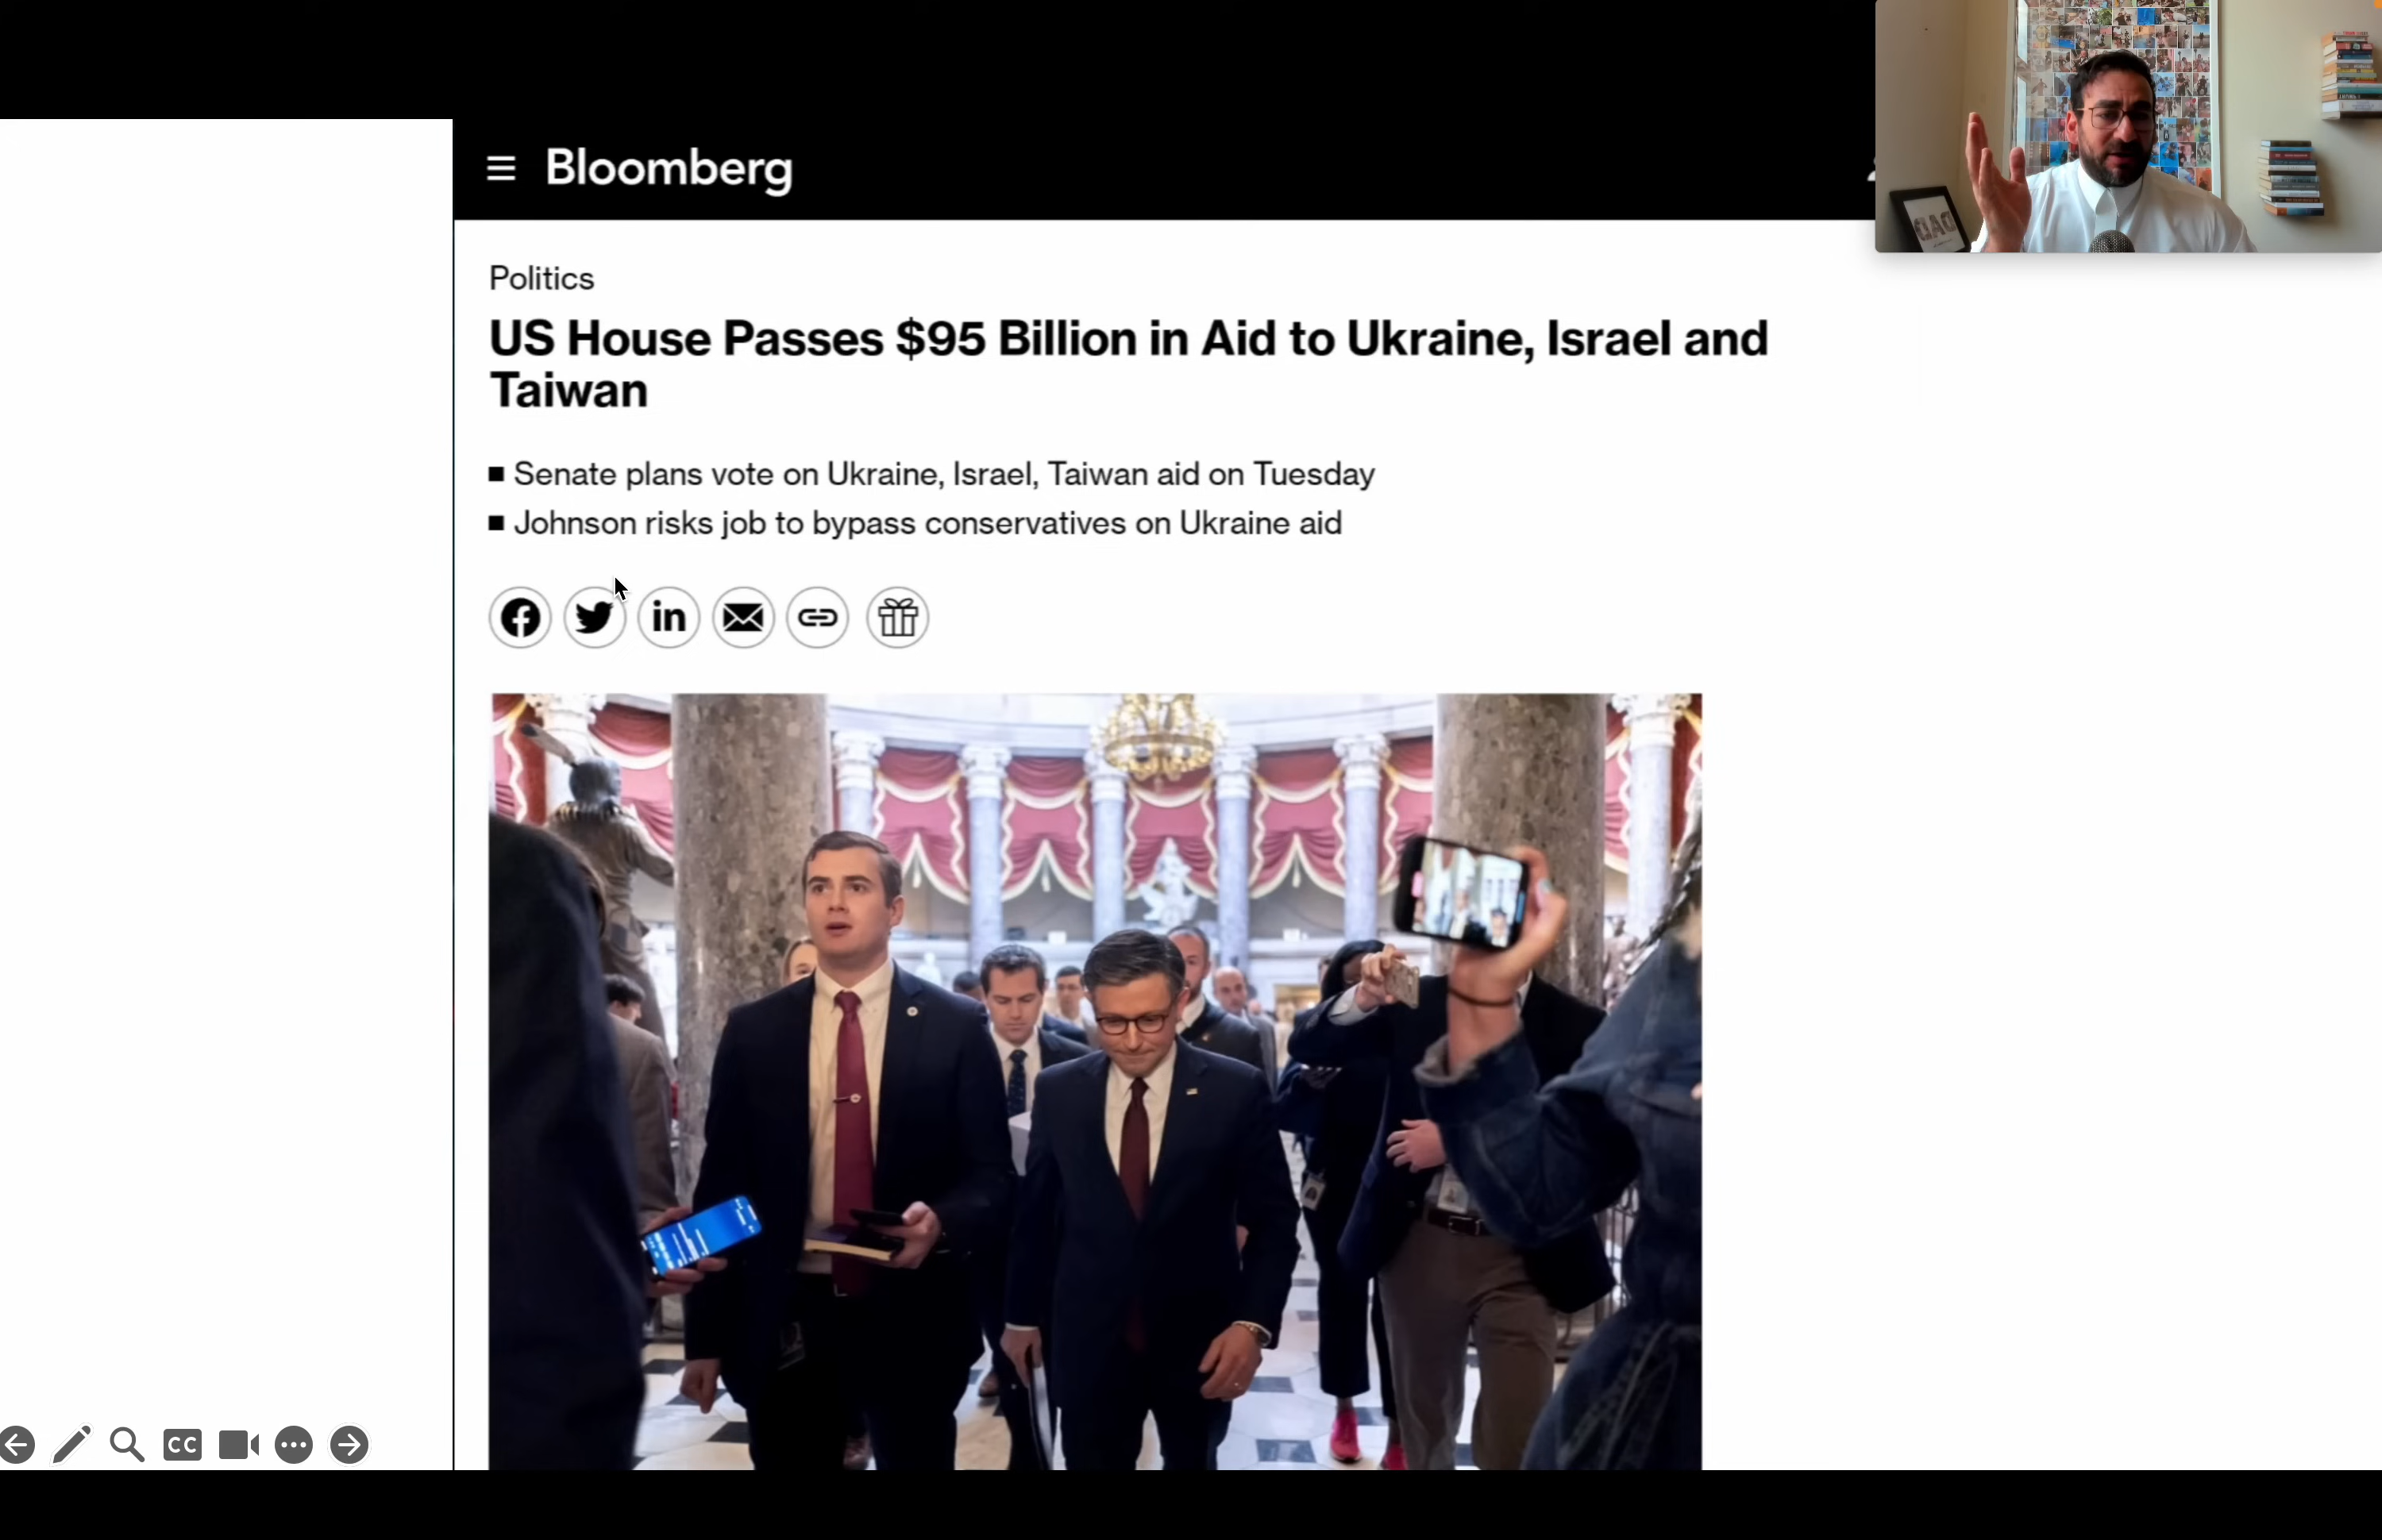 Bloomberg
Politics
US House Passes $95 Billion in Aid to Ukraine, Israel and
Taiwan
Senate plans vote on Ukraine, Israel, Taiwan aid on Tuesday
Johnson risks job to bypass conservatives on Ukraine aid
in
CC